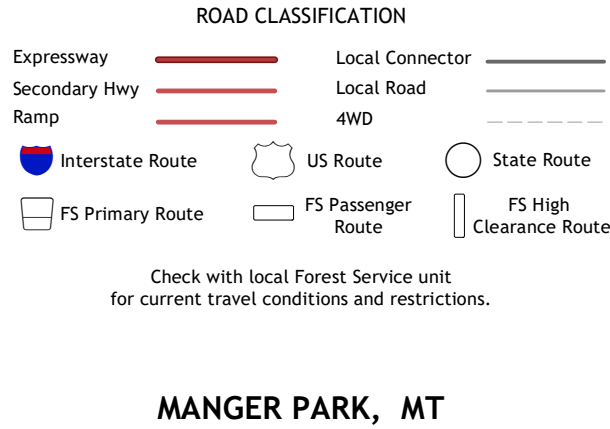 ROAD CLASSIFICATION
Expressway
Local Connector
Secondary Hwy
Local Road
Ramp
4WD
Interstate Route
US Route
State Route
FS Primary Route
FS Passenger
Route
FS High
Clearance Route
Check with local Forest Service unit
for current travel conditions and restrictions.
MANGER PARK, MT